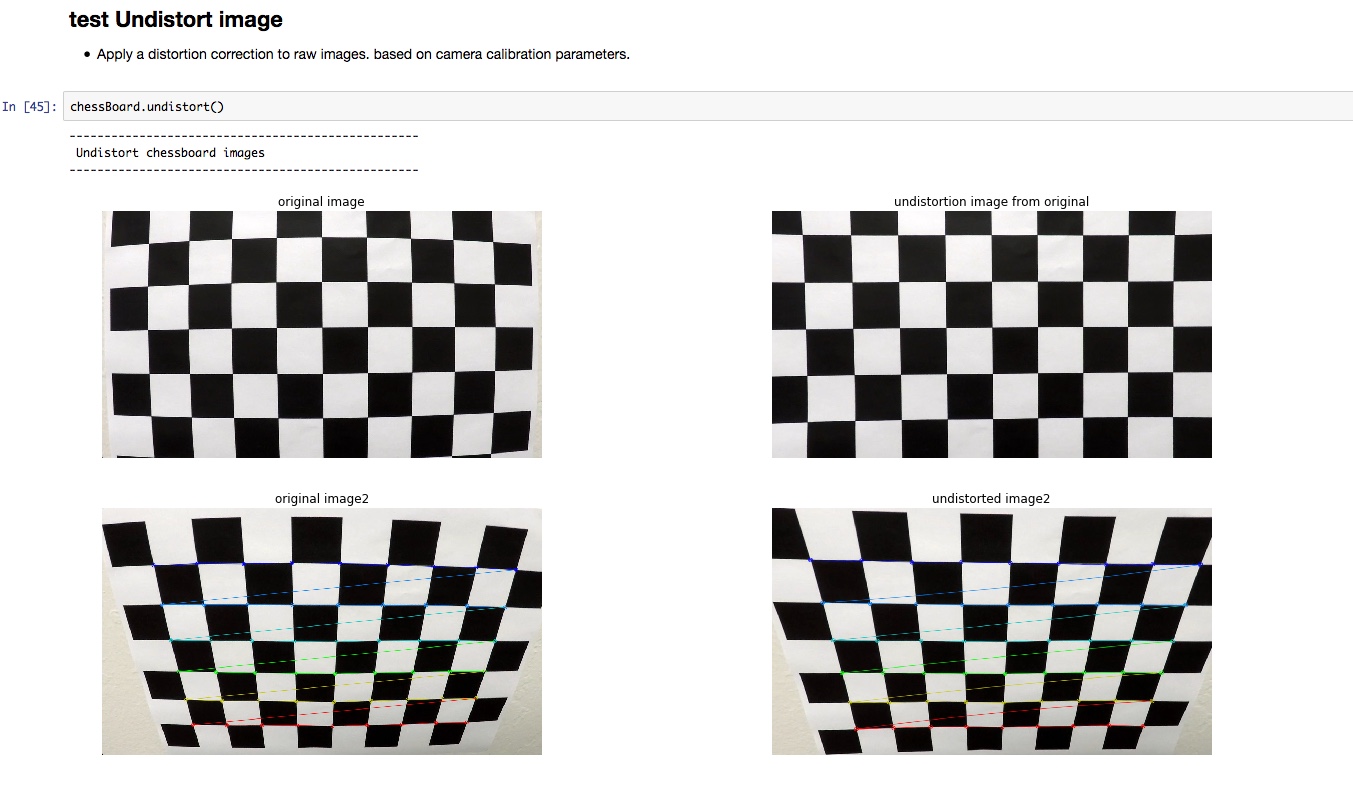 test Undistort image
• Apply a distortion correction to raw images. based on camera calibration parameters.
In [45]: chessBoard.undistort()
--------------------------------------------------
Undistort chessboard images
--------------------------------------------------
original image
undistortion image from original
original image2
undistorted image2